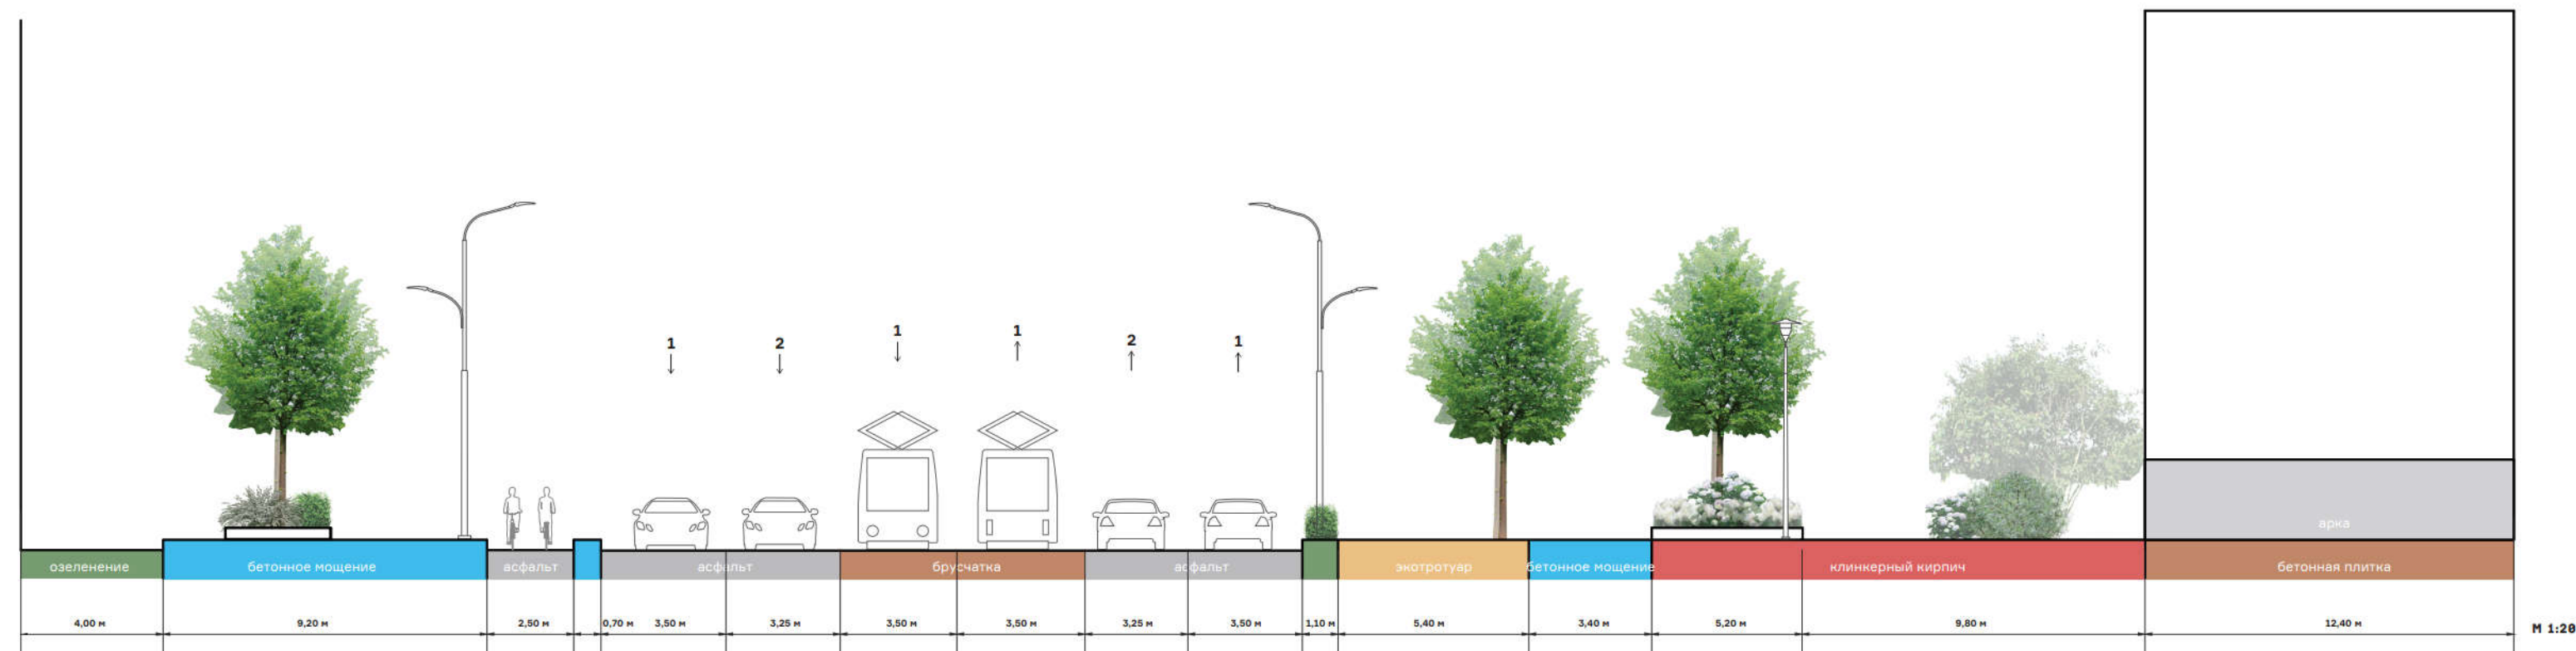 1
2
1
1
2
1
арка
озеленение
бетонное мощение
асфальт
асфальт
брусчатка
асфальт
экотротуар
бетонное мощение
клинкерный кирпич
бетонная плитка
4,00 м
9,20 м
2,50 м
0,70 м
3,50 м
3,25 м
3,50 м
3,50 м
3,25 м
3,50 м
1,10 м
5,40 м
3,40 м
5,20 м
9,80 м
12,40 м
М 1:20